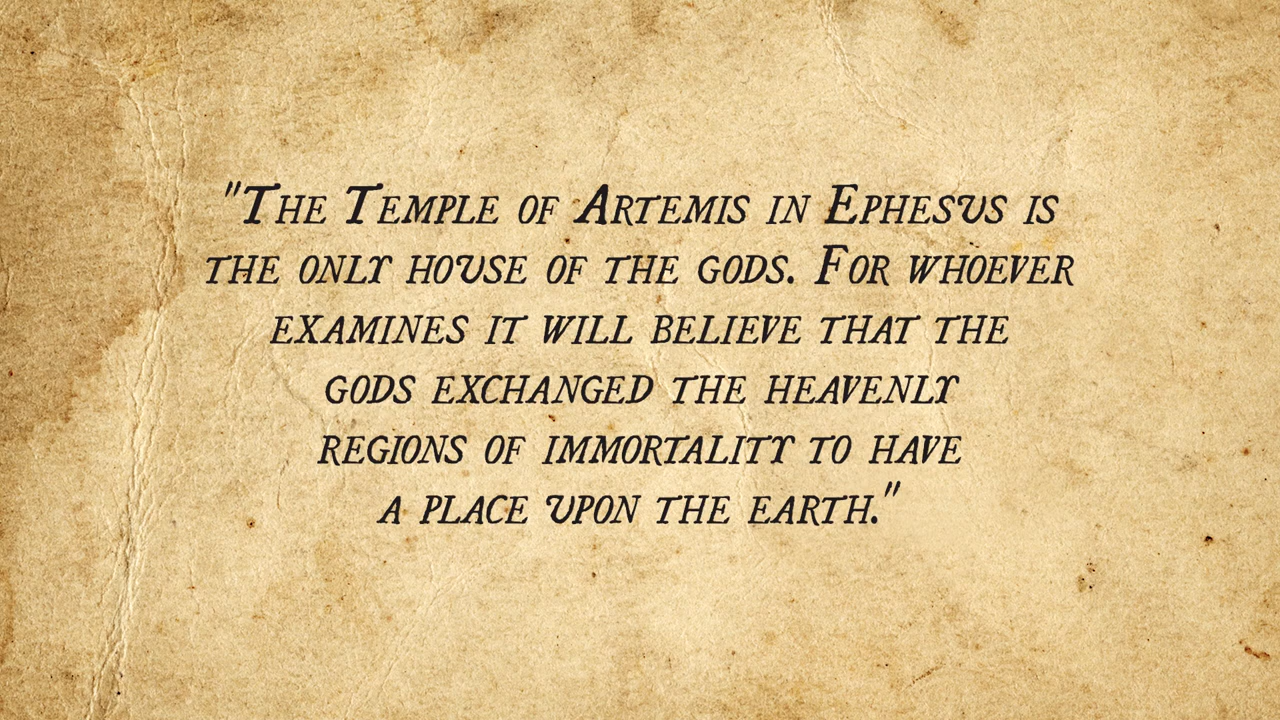 "The Temple of Artemis in Ephesus is
the only house of the gods. For whoever
examines it will believe that the
gods exchanged the heavenly
regions of immortality to have
a place upon the earth."